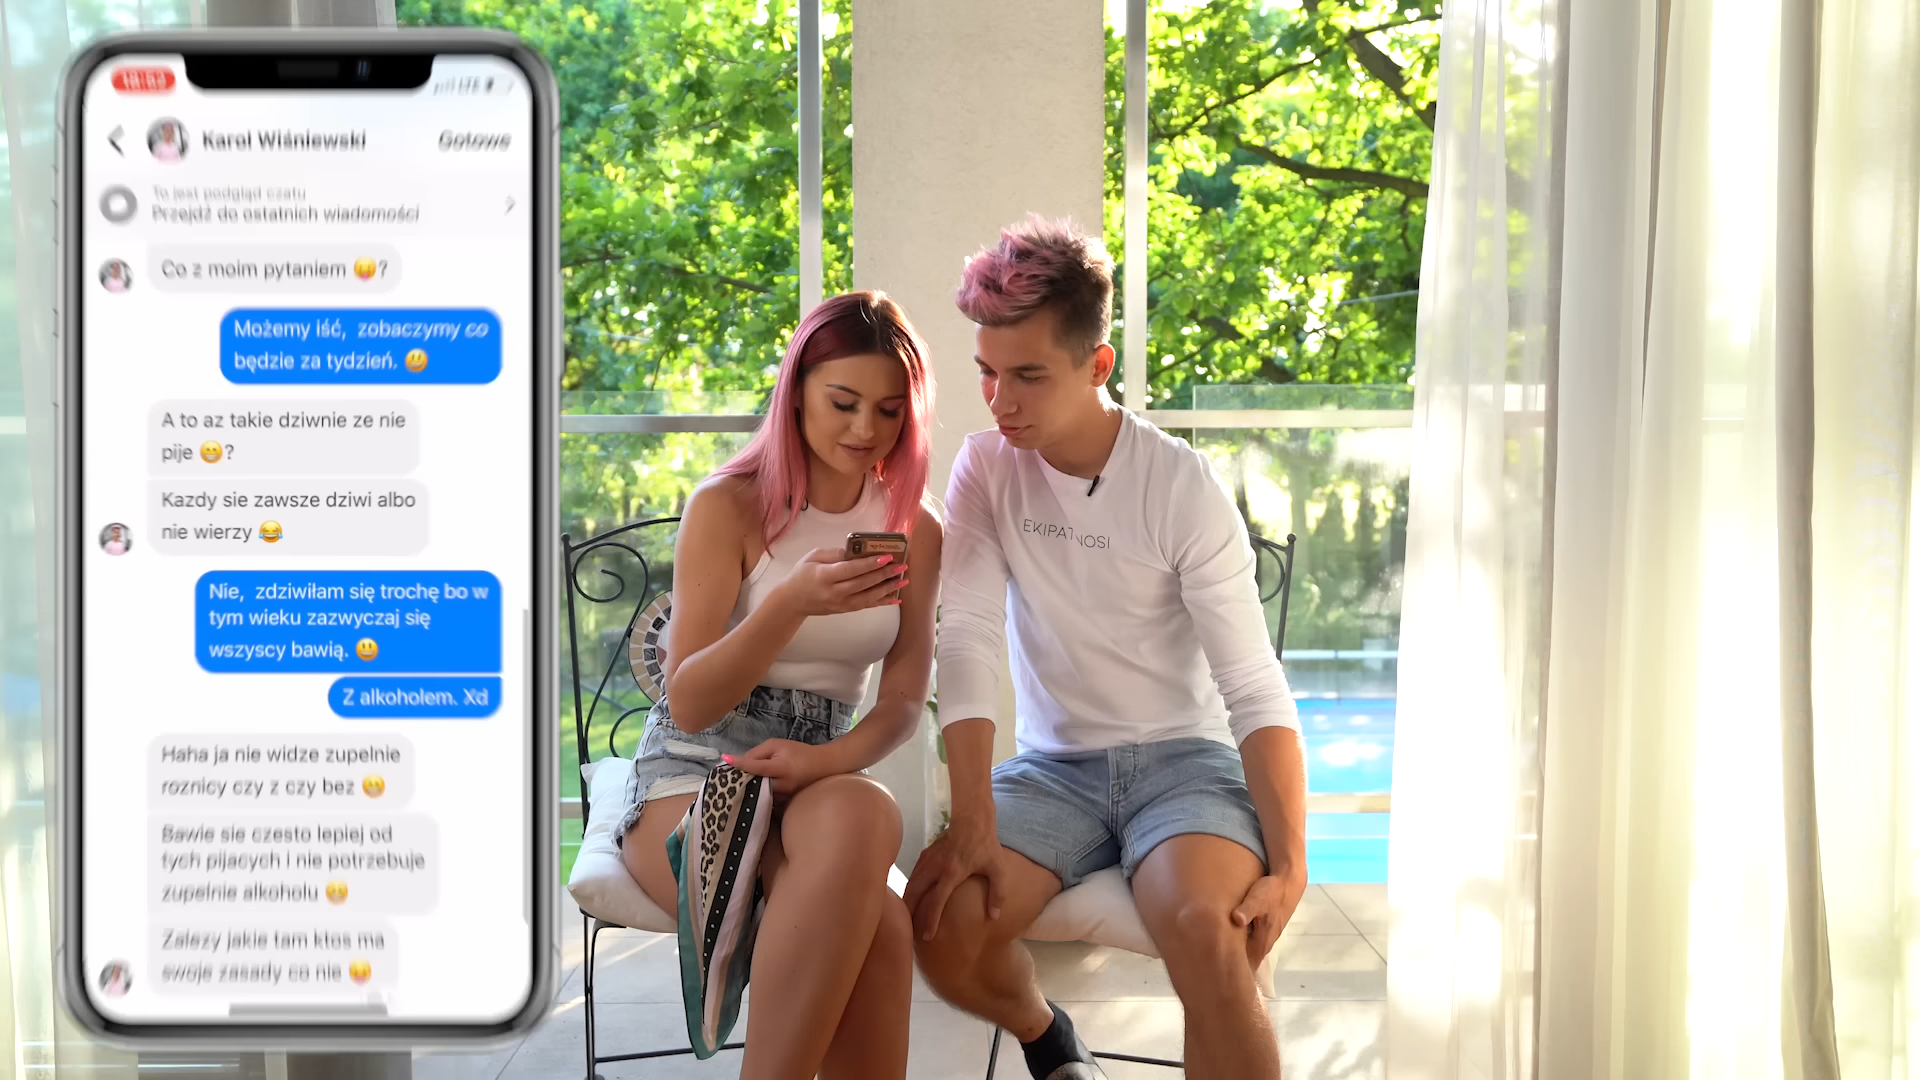 18:53
LTE
Karol Wiśniewski
Gotowe
To jest podgląd czatu
Przejdź do ostatnich wiadomości
Co z moim pytaniem 😝?
Możemy iść, zobaczymy co
będzie za tydzień. 😃
A to az takie dziwnie ze nie
pije 😁?
Kazdy sie zawsze dziwi albo
nie wierzy 😂
Nie, zdziwiłam się trochę bo w
tym wieku zazwyczaj się
wszyscy bawią. 😃
Z alkoholem. Xd
Haha ja nie widze zupelnie
roznicy czy z czy bez 😁
Bawie sie czesto lepiej od
tych pijacych i nie potrzebuje
zupelnie alkoholu 😁
Zalezy jakie tam ktos ma
swoje zasady co nie 😝
EKIPATNOSI